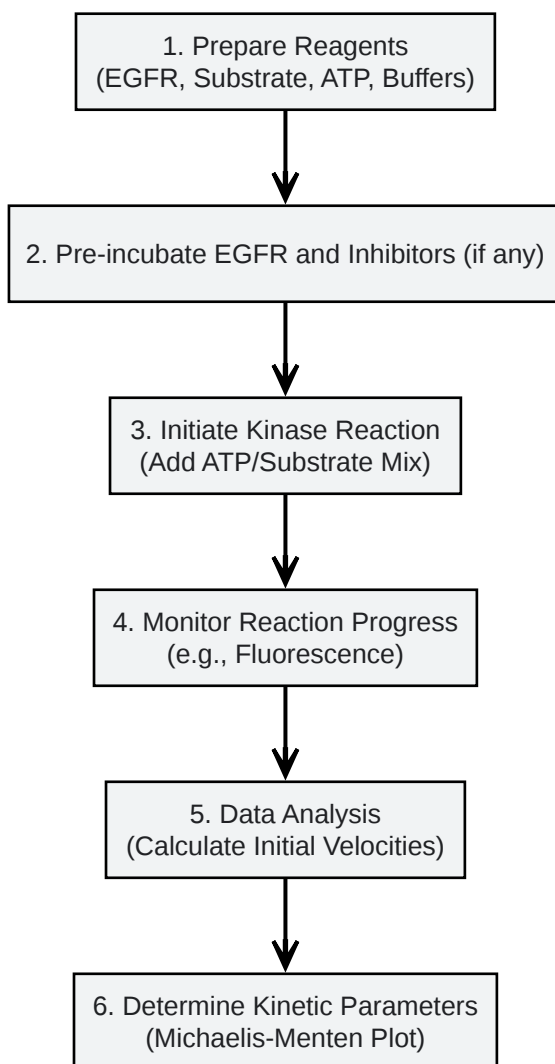 1. Prepare Reagents
(EGFR, Substrate, ATP, Buffers)
2. Pre-incubate EGFR and Inhibitors (if any)
3. Initiate Kinase Reaction
(Add ATP/Substrate Mix)
4. Monitor Reaction Progress
(e.g., Fluorescence)
5. Data Analysis
(Calculate Initial Velocities)
6. Determine Kinetic Parameters
(Michaelis-Menten Plot)